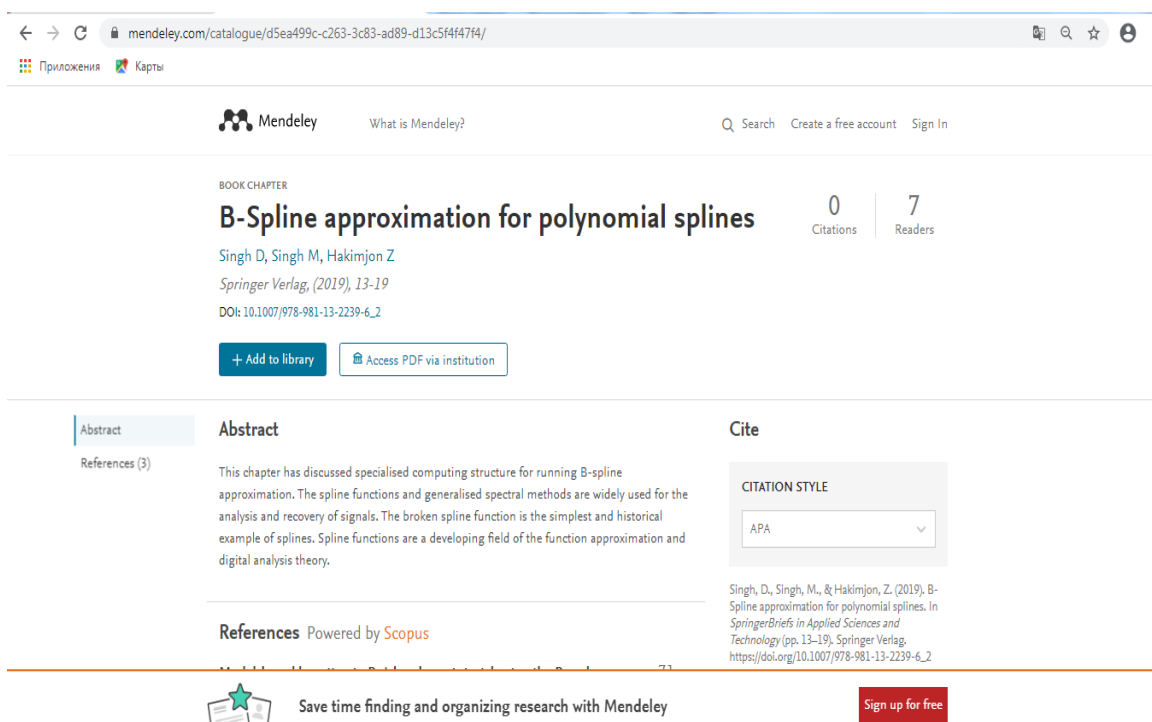 mendeley.com/catalogue/d5ea499c-c263-3c83-ad89-d13c5f4f47f4/
Приложения Карты
Mendeley What is Mendeley? Search Create a free account Sign In
BOOK CHAPTER
B-Spline approximation for polynomial splines
0 7
Citations Readers
Singh D, Singh M, Hakimjon Z
Springer Verlag, (2019), 13-19
DOI: 10.1007/978-981-13-2239-6_2
+ Add to library Access PDF via institution
Abstract
References (3)
Abstract
This chapter has discussed specialised computing structure for running B-spline
approximation. The spline functions and generalised spectral methods are widely used for the
analysis and recovery of signals. The broken spline function is the simplest and historical
example of splines. Spline functions are a developing field of the function approximation and
digital analysis theory.
References Powered by Scopus
Cite
CITATION STYLE
APA
Singh, D., Singh, M., & Hakimjon, Z. (2019). B-
Spline approximation for polynomial splines. In
SpringerBriefs in Applied Sciences and
Technology (pp. 13–19). Springer Verlag.
https://doi.org/10.1007/978-981-13-2239-6_2
Save time finding and organizing research with Mendeley
Sign up for free